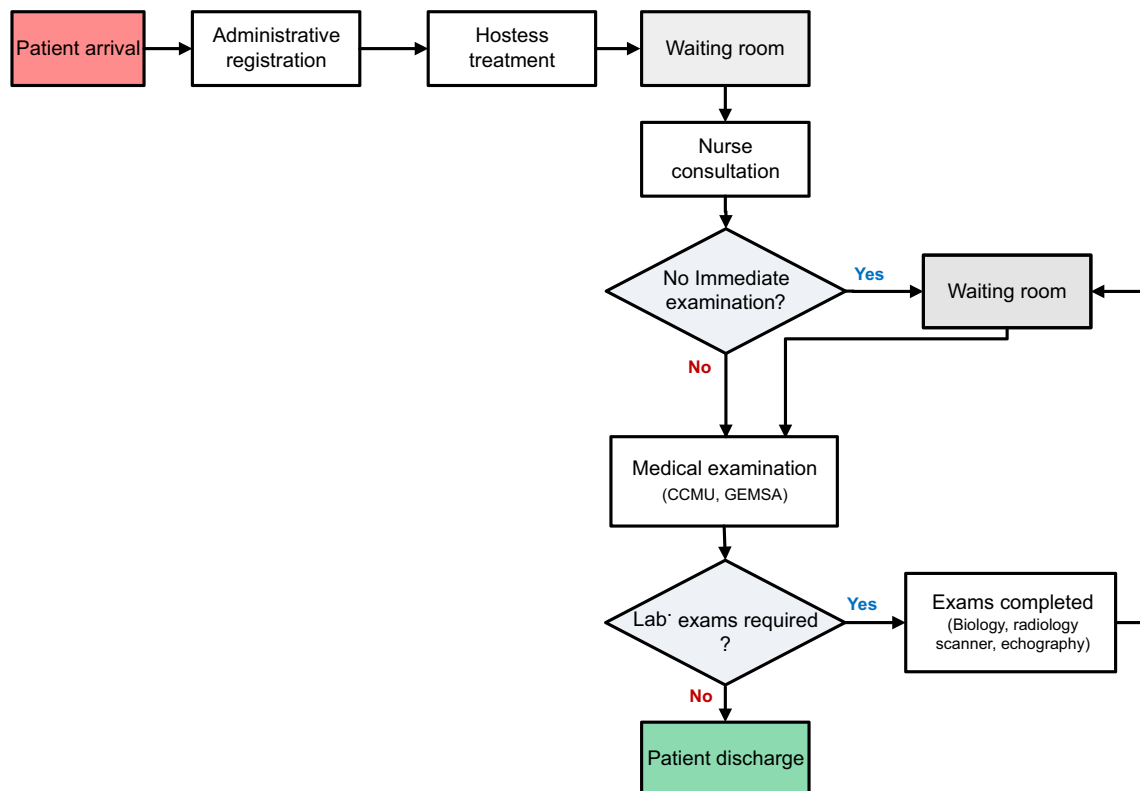 Patient arrival
Administrative
registration
Hostess
treatment
Waiting room
Nurse
consultation
No Immediate
examination?
Yes
Waiting room
No
Medical examination
(CCMU, GEMSA)
Lab· exams required
?
Yes
Exams completed
(Biology, radiology
scanner, echography)
No
Patient discharge